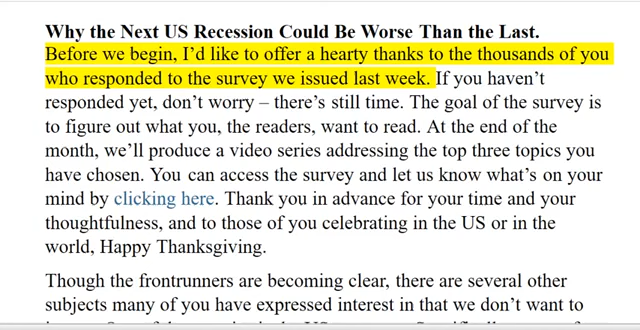 Why the Next US Recession Could Be Worse Than the Last.
Before we begin, I’d like to offer a hearty thanks to the thousands of you
who responded to the survey we issued last week. If you haven’t
responded yet, don’t worry – there’s still time. The goal of the survey is
to figure out what you, the readers, want to read. At the end of the
month, we’ll produce a video series addressing the top three topics you
have chosen. You can access the survey and let us know what’s on your
mind by clicking here. Thank you in advance for your time and your
thoughtfulness, and to those of you celebrating in the US or in the
world, Happy Thanksgiving.
Though the frontrunners are becoming clear, there are several other
subjects many of you have expressed interest in that we don’t want to